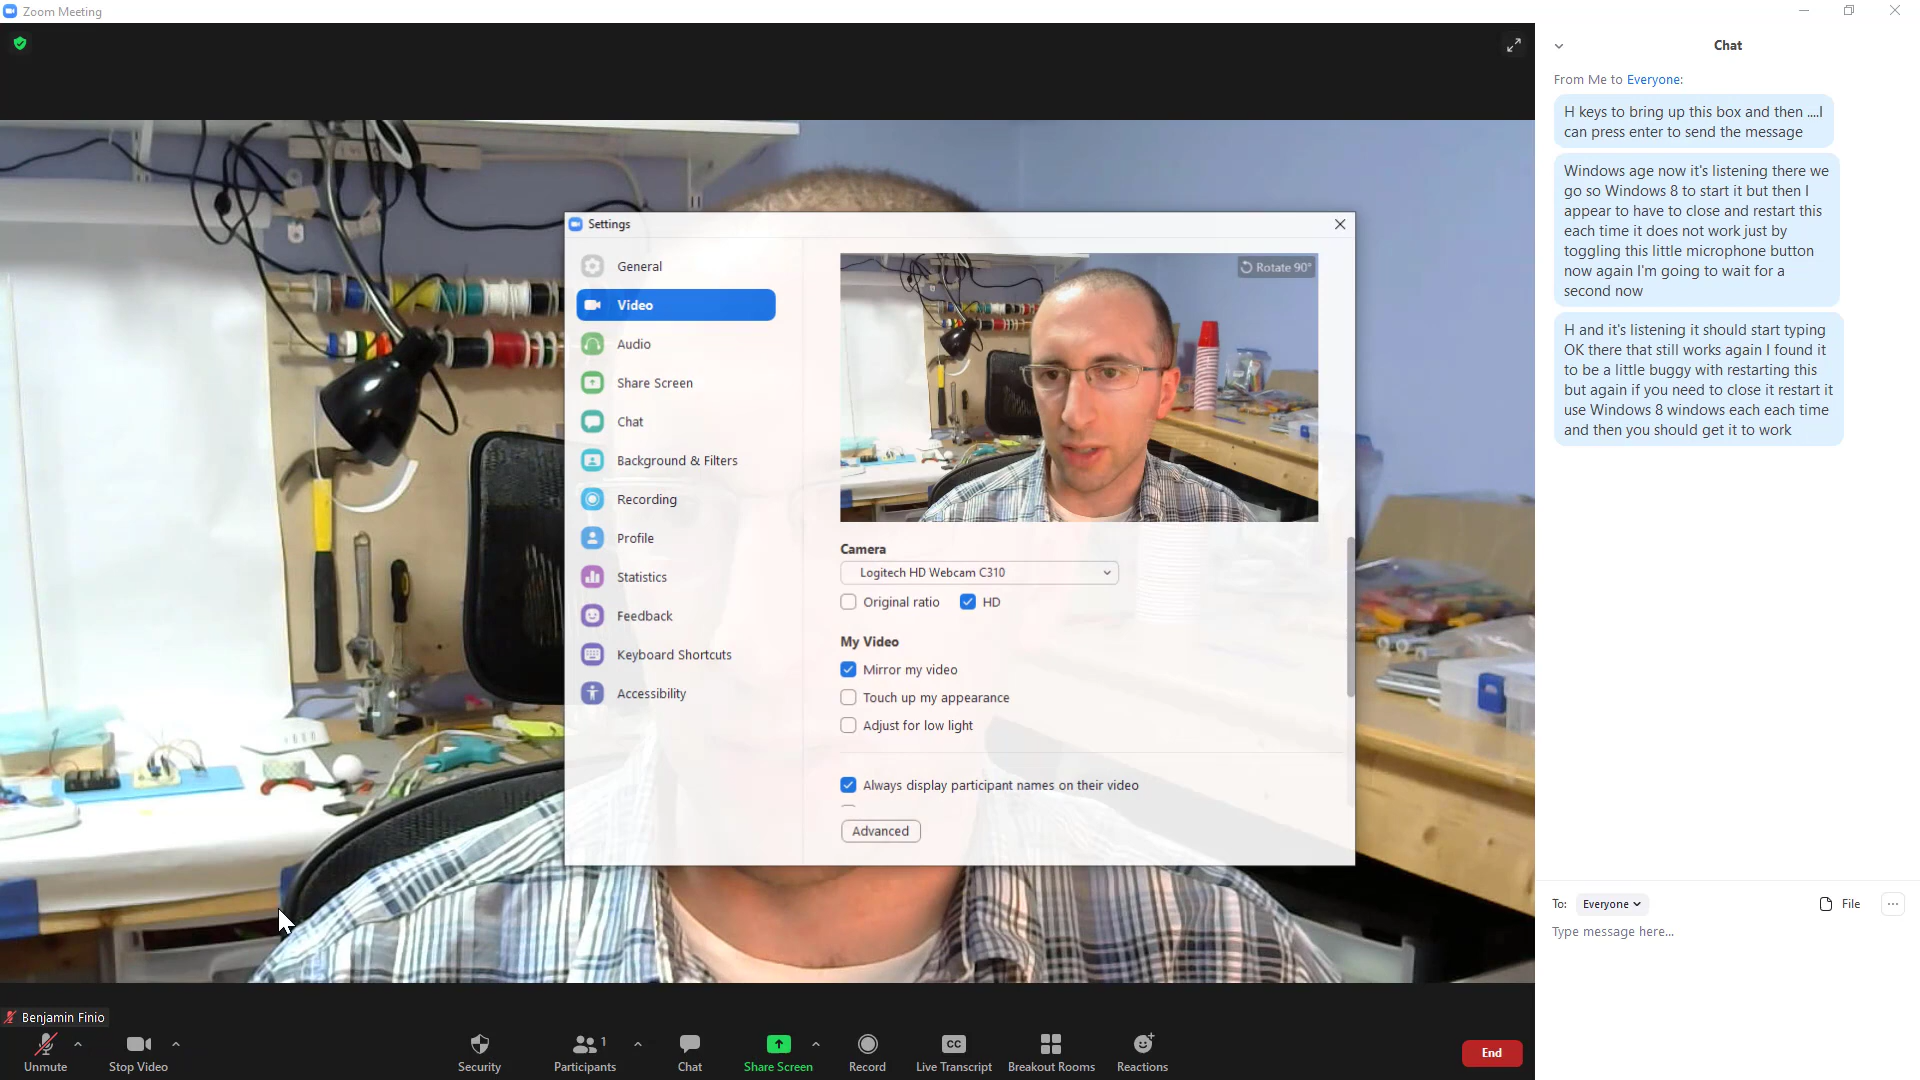 Zoom Meeting
Chat
From Me to Everyone:
H keys to bring up this box and then ....I
can press enter to send the message
Windows age now it's listening there we
go so Windows 8 to start it but then I
appear to have to close and restart this
each time it does not work just by
toggling this little microphone button
now again I'm going to wait for a
second now
H and it's listening it should start typing
OK there that still works again I found it
to be a little buggy with restarting this
but again if you need to close it restart it
use Windows 8 windows each each time
and then you should get it to work
Settings
General
Video
Audio
Share Screen
Chat
Background & Filters
Recording
Profile
Statistics
Feedback
Keyboard Shortcuts
Accessibility
Rotate 90°
Camera
Logitech HD Webcam C310
Original ratio HD
My Video
Mirror my video
Touch up my appearance
Adjust for low light
Always display participant names on their video
Advanced
To: Everyone File
Type message here...
Benjamin Finio
Unmute Stop Video Security Participants 1 Chat Share Screen Record CC Live Transcript Breakout Rooms Reactions End